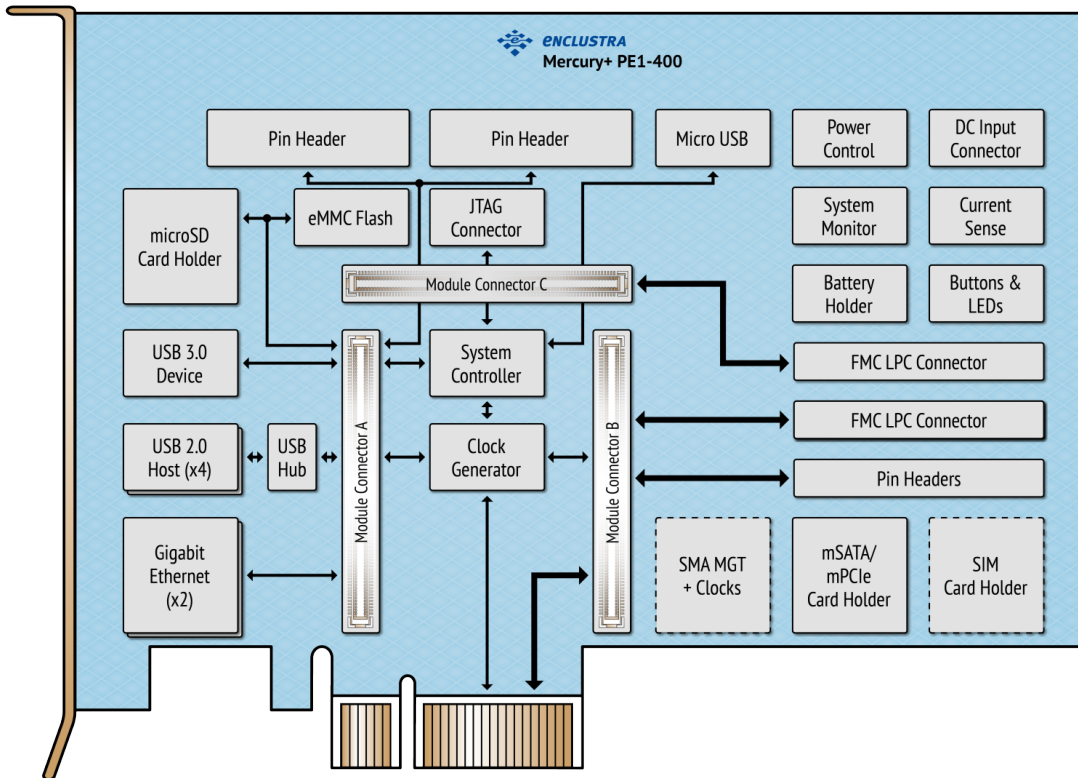 eNCLUSTRA
Mercury+ PE1-400
Pin Header
Pin Header
Micro USB
Power
Control
DC Input
Connector
microSD
Card Holder
eMMC Flash
JTAG
Connector
System
Monitor
Current
Sense
Module Connector C
Battery
Holder
Buttons &
LEDs
USB 3.0
Device
System
Controller
FMC LPC Connector
Module Connector A
Module Connector B
FMC LPC Connector
USB 2.0
Host (x4)
USB
Hub
Clock
Generator
Pin Headers
Gigabit
Ethernet
(x2)
SMA MGT
+ Clocks
mSATA/
mPCIe
Card Holder
SIM
Card Holder